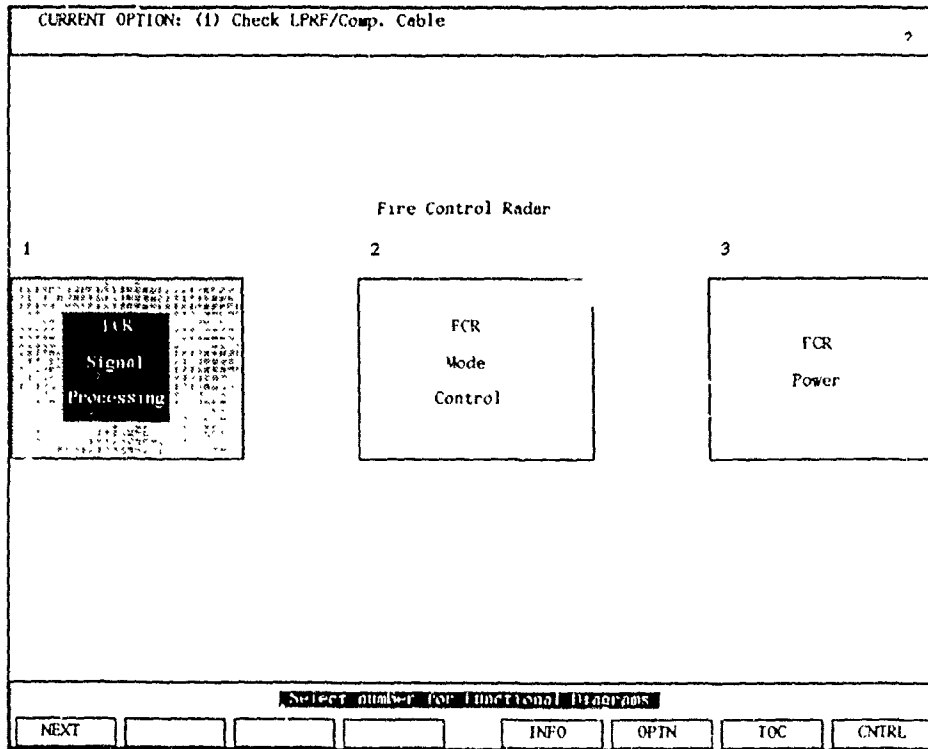 CURRENT OPTION: (1) Check LPRF/Comp. Cable
?
Fire Control Radar
1 2 3
FCR
Signal
Processing
FCR
Mode
Control
FCR
Power
Select number for Functional Diagrams
NEXT INFO OPTN TOC CNTRL